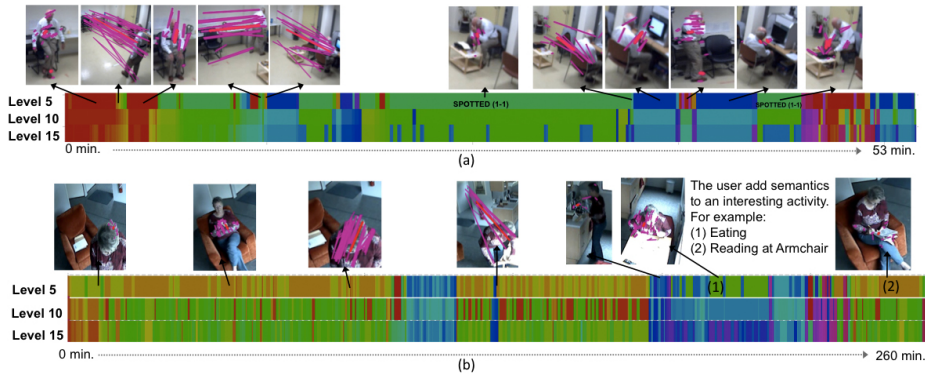 Level 5
SPOTTED (1-1)
SPOTTED (1-1)
Level 10
Level 15
0 min.
53 min.
(a)
The user add semantics
to an interesting activity.
For example:
(1) Eating
(2) Reading at Armchair
Level 5
(1)
(2)
Level 10
Level 15
0 min.
260 min.
(b)